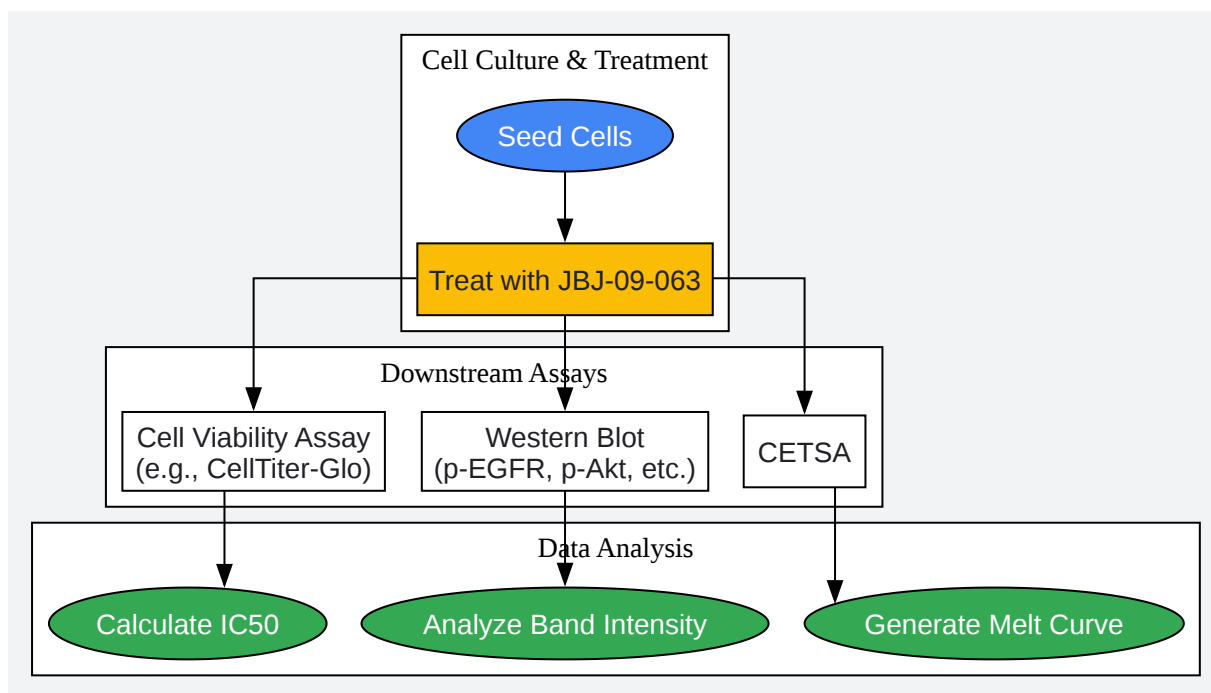 Cell Culture & Treatment
Seed Cells
Treat with JBJ-09-063
Downstream Assays
Cell Viability Assay
(e.g., CellTiter-Glo)
Western Blot
(p-EGFR, p-Akt, etc.)
CETSA
Data Analysis
Calculate IC50
Analyze Band Intensity
Generate Melt Curve